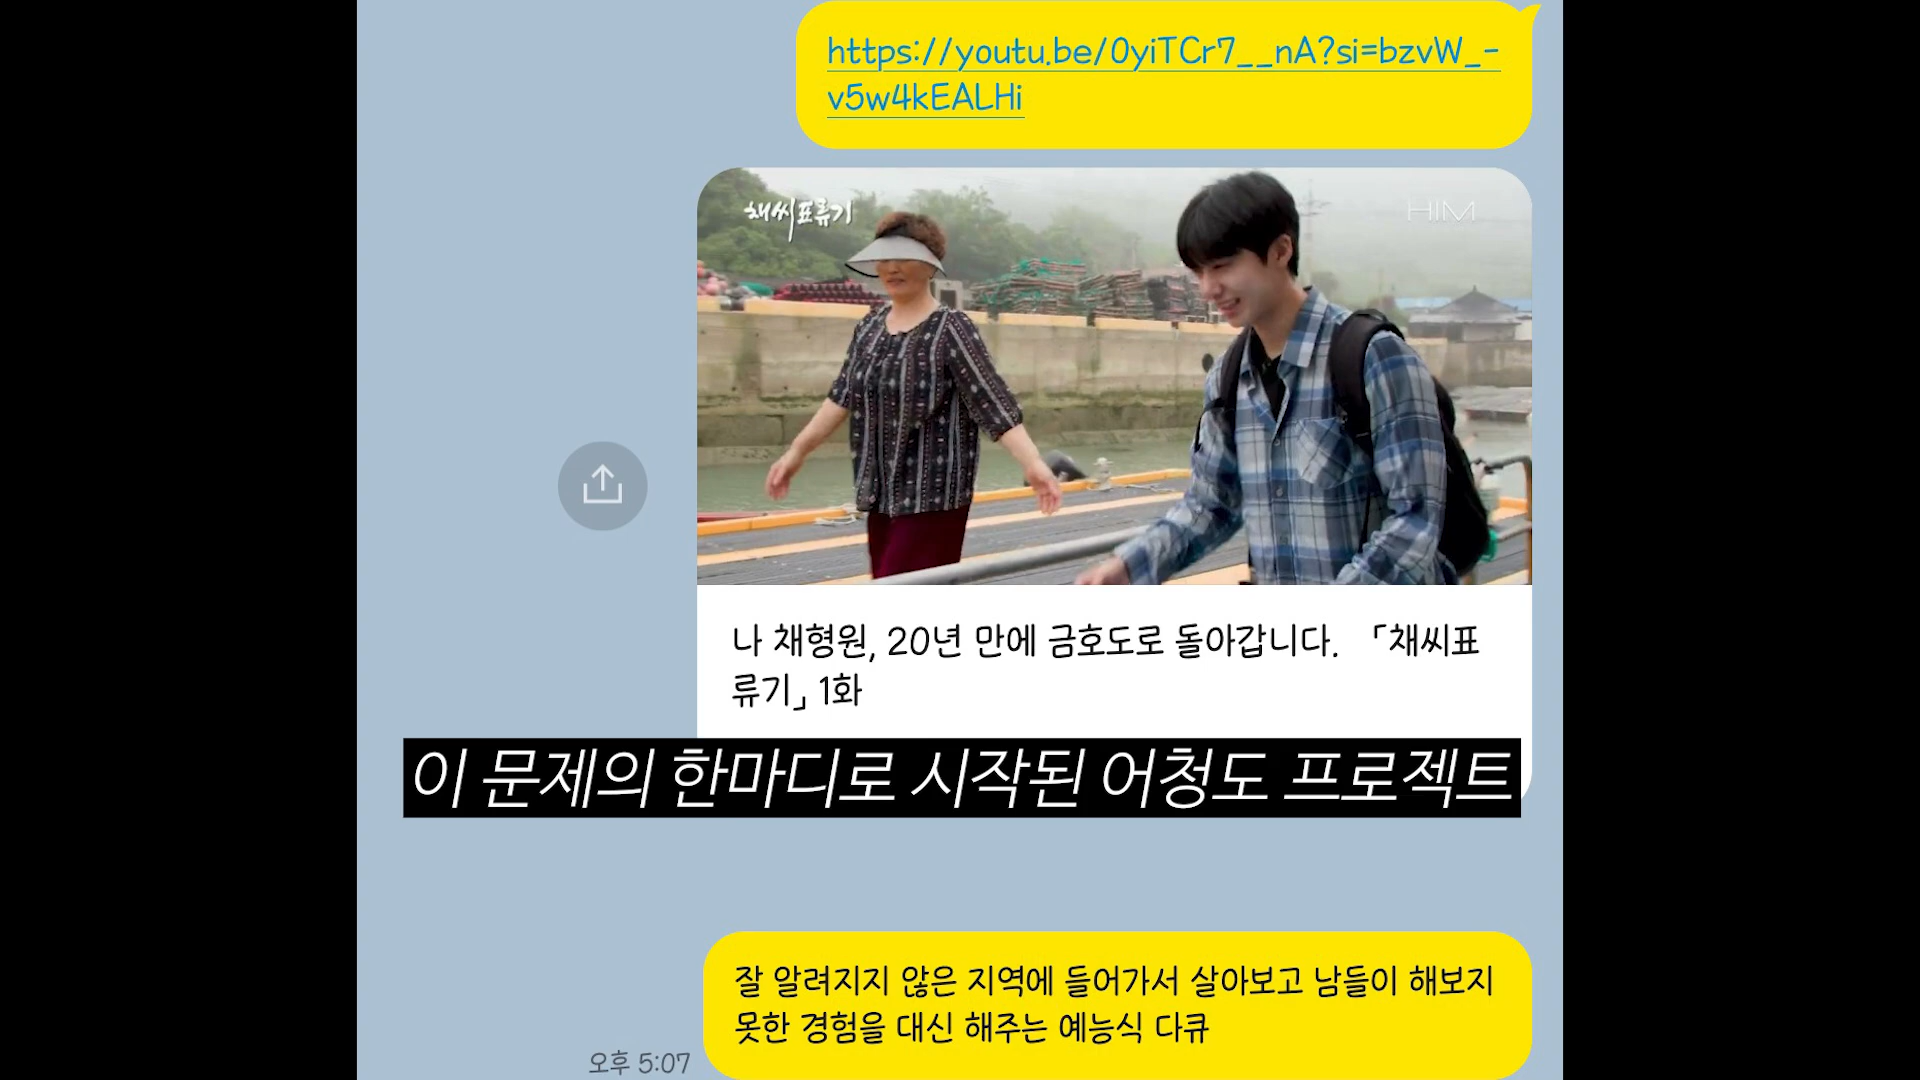 https://youtu.be/0yiTCr7__nA?si=bzvW_-
v5w4kEALHi
채씨표류기
HIM
나 채형원, 20년 만에 금호도로 돌아갑니다. 「채씨표
류기」 1화
이 문제의 한마디로 시작된 어청도 프로젝트
잘 알려지지 않은 지역에 들어가서 살아보고 남들이 해보지
못한 경험을 대신 해주는 예능식 다큐
오후 5:07